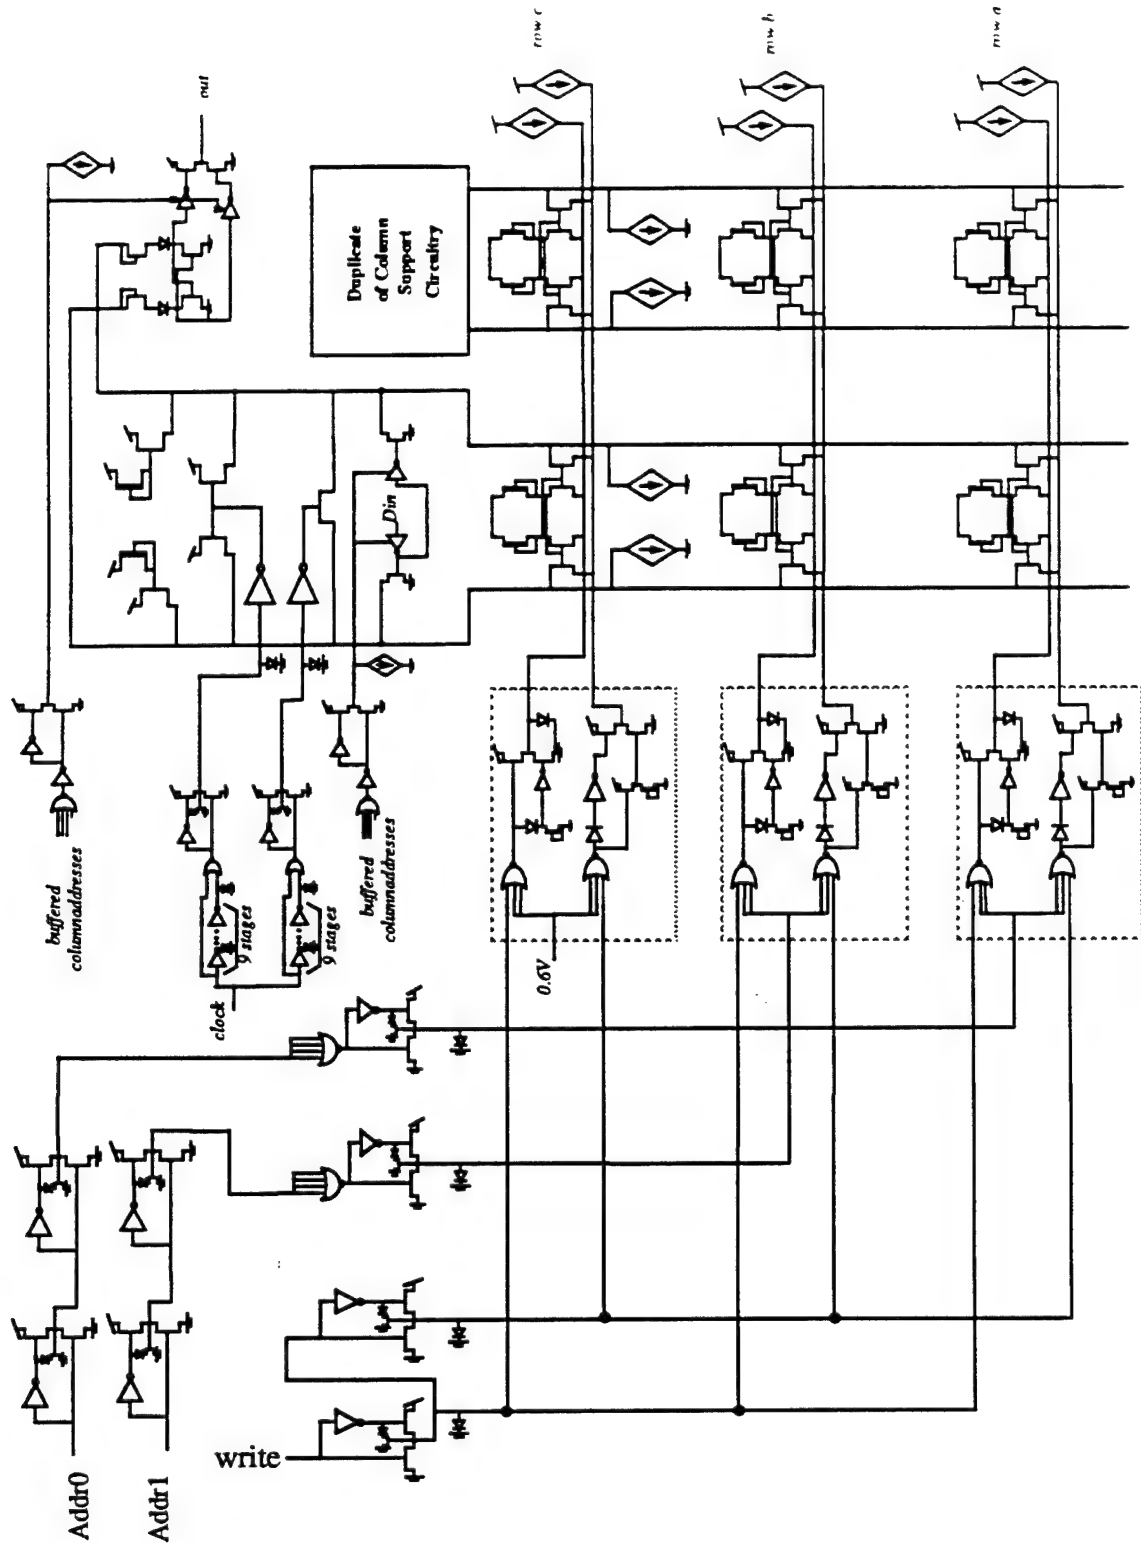 row c
row b
row a
out
Duplicate
of Column
Support
Circuitry
Din
buffered
columnaddresses
9 stages
9 stages
clock
buffered
columnaddresses
0.6V
write
Addr0
Addr1